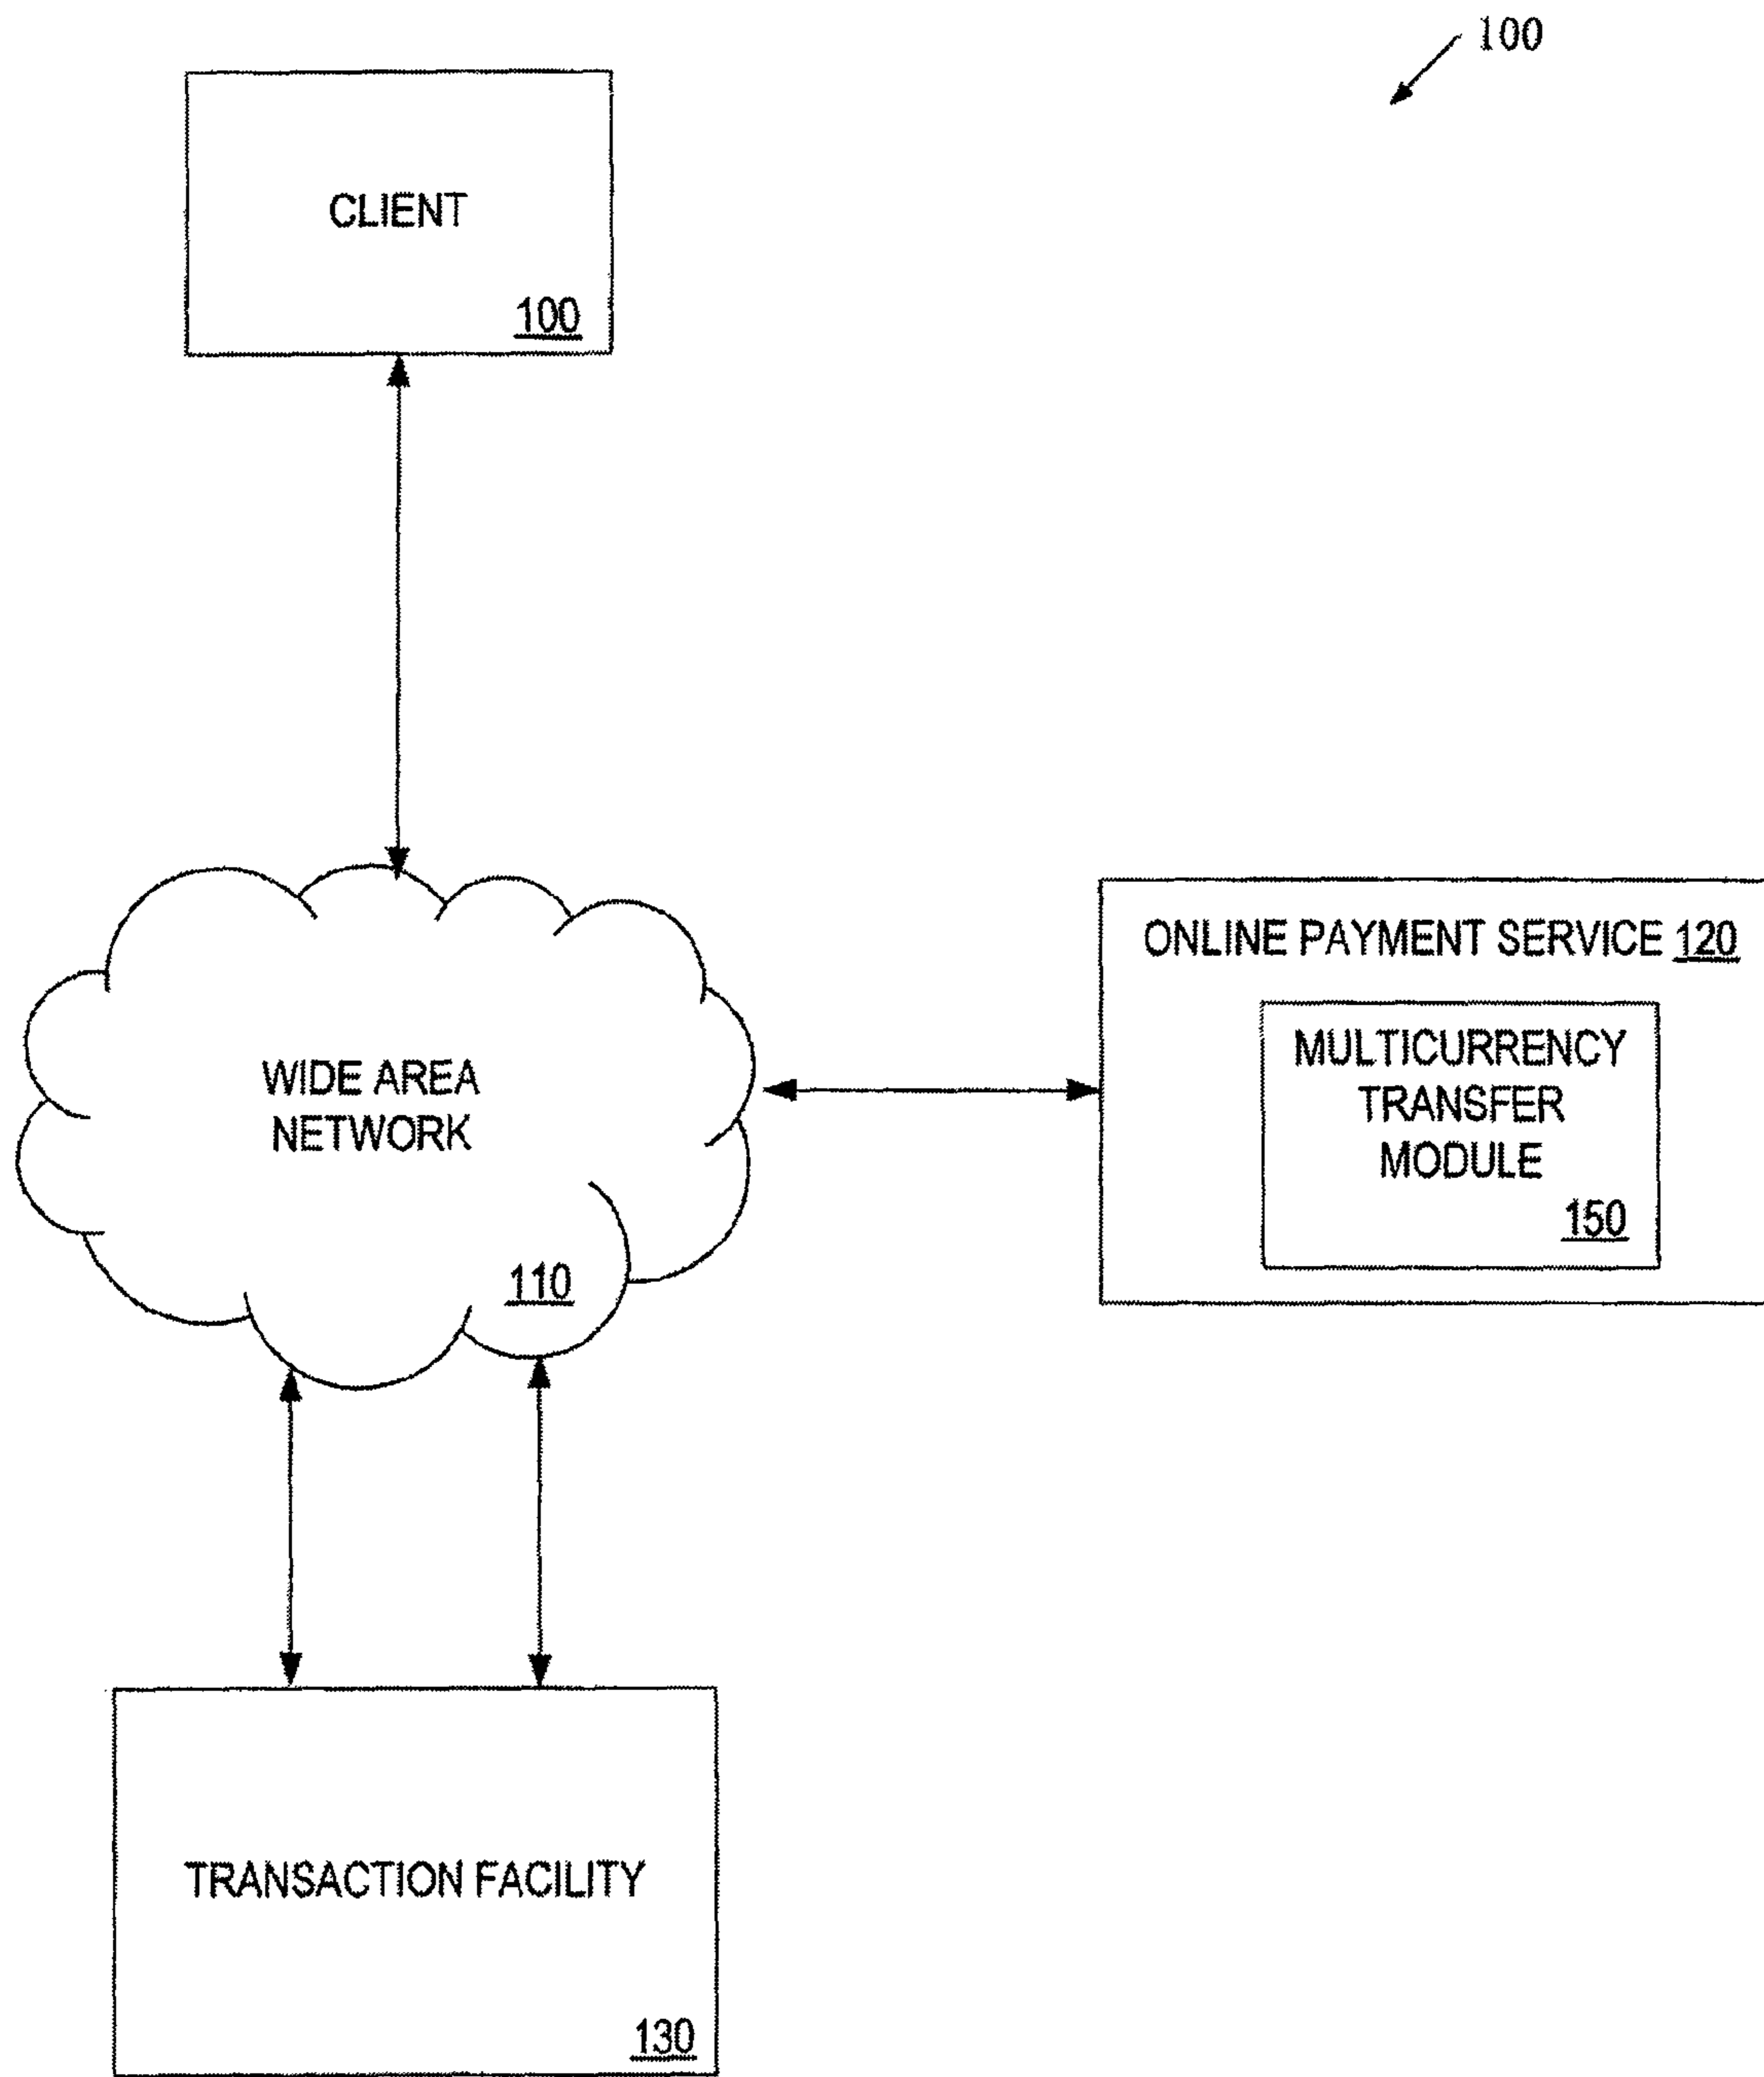 100
CLIENT
100
ONLINE PAYMENT SERVICE 120
MULTICURRENCY
TRANSFER
MODULE
150
WIDE AREA
NETWORK
110
TRANSACTION FACILITY
130